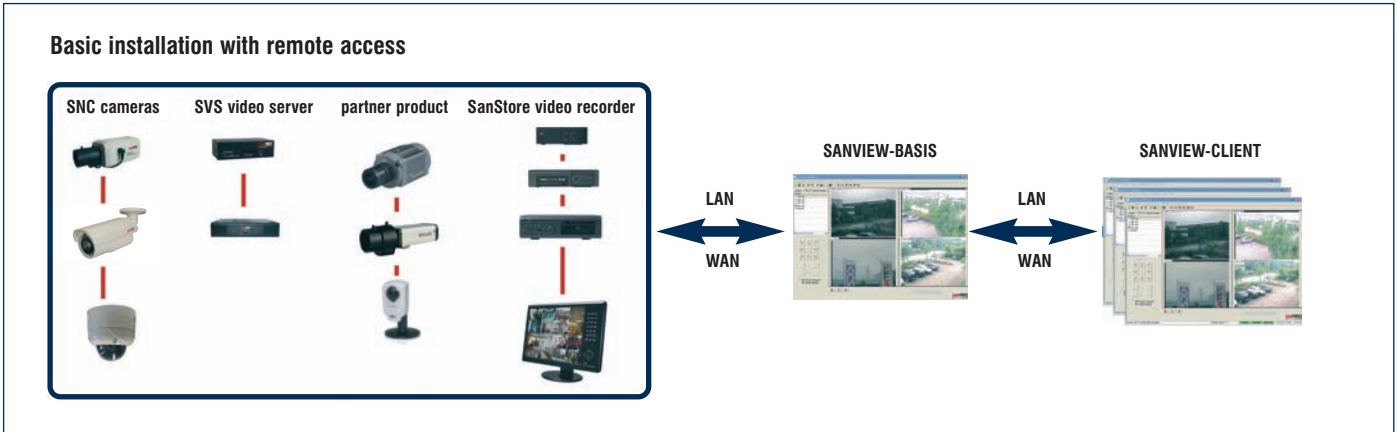 Basic installation with remote access
SNC cameras
SVS video server
partner product
SanStore video recorder
SANVIEW-BASIS
SANVIEW-CLIENT
LAN
WAN
LAN
WAN